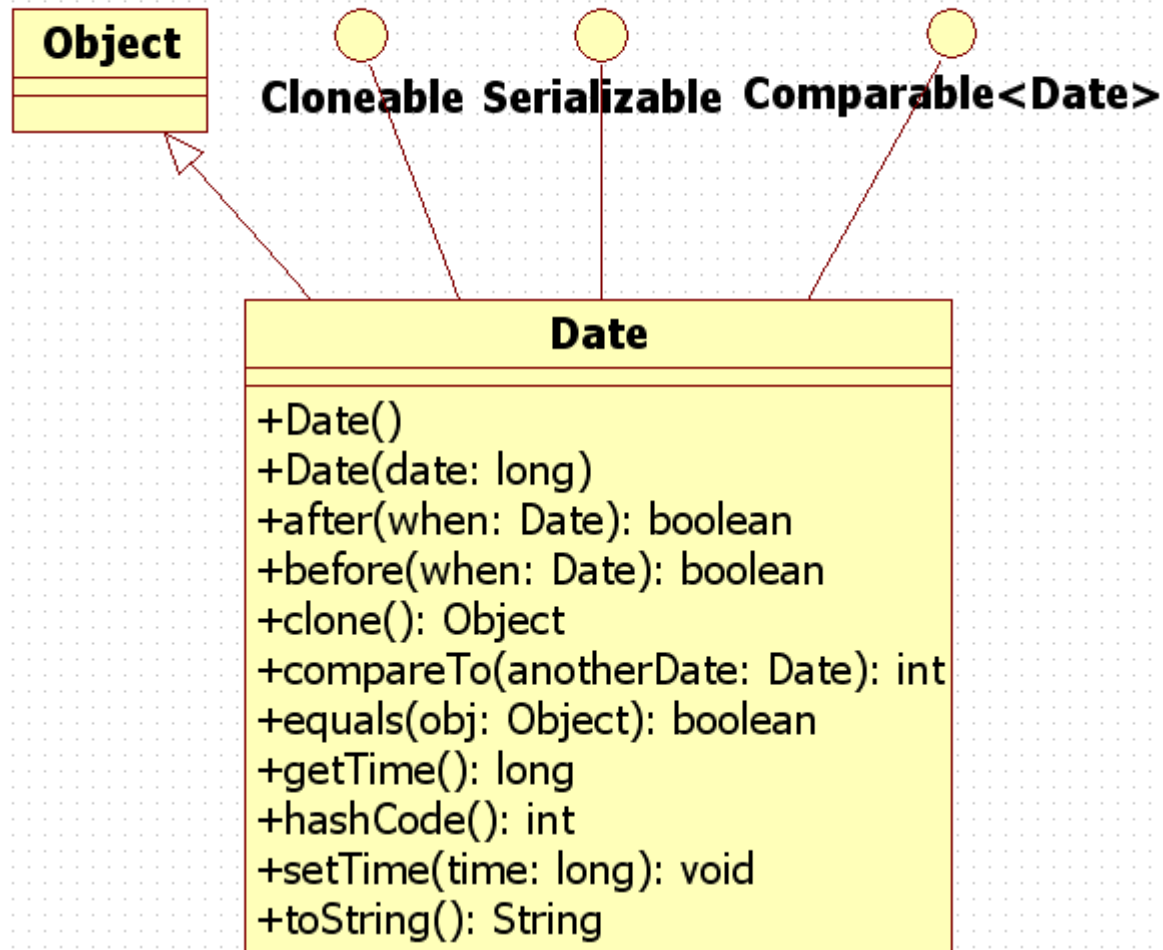 Object
Cloneable Serializable Comparable<Date>
Date
+Date()
+Date(date: long)
+after(when: Date): boolean
+before(when: Date): boolean
+clone(): Object
+compareTo(anotherDate: Date): int
+equals(obj: Object): boolean
+getTime(): long
+hashCode(): int
+setTime(time: long): void
+toString(): String